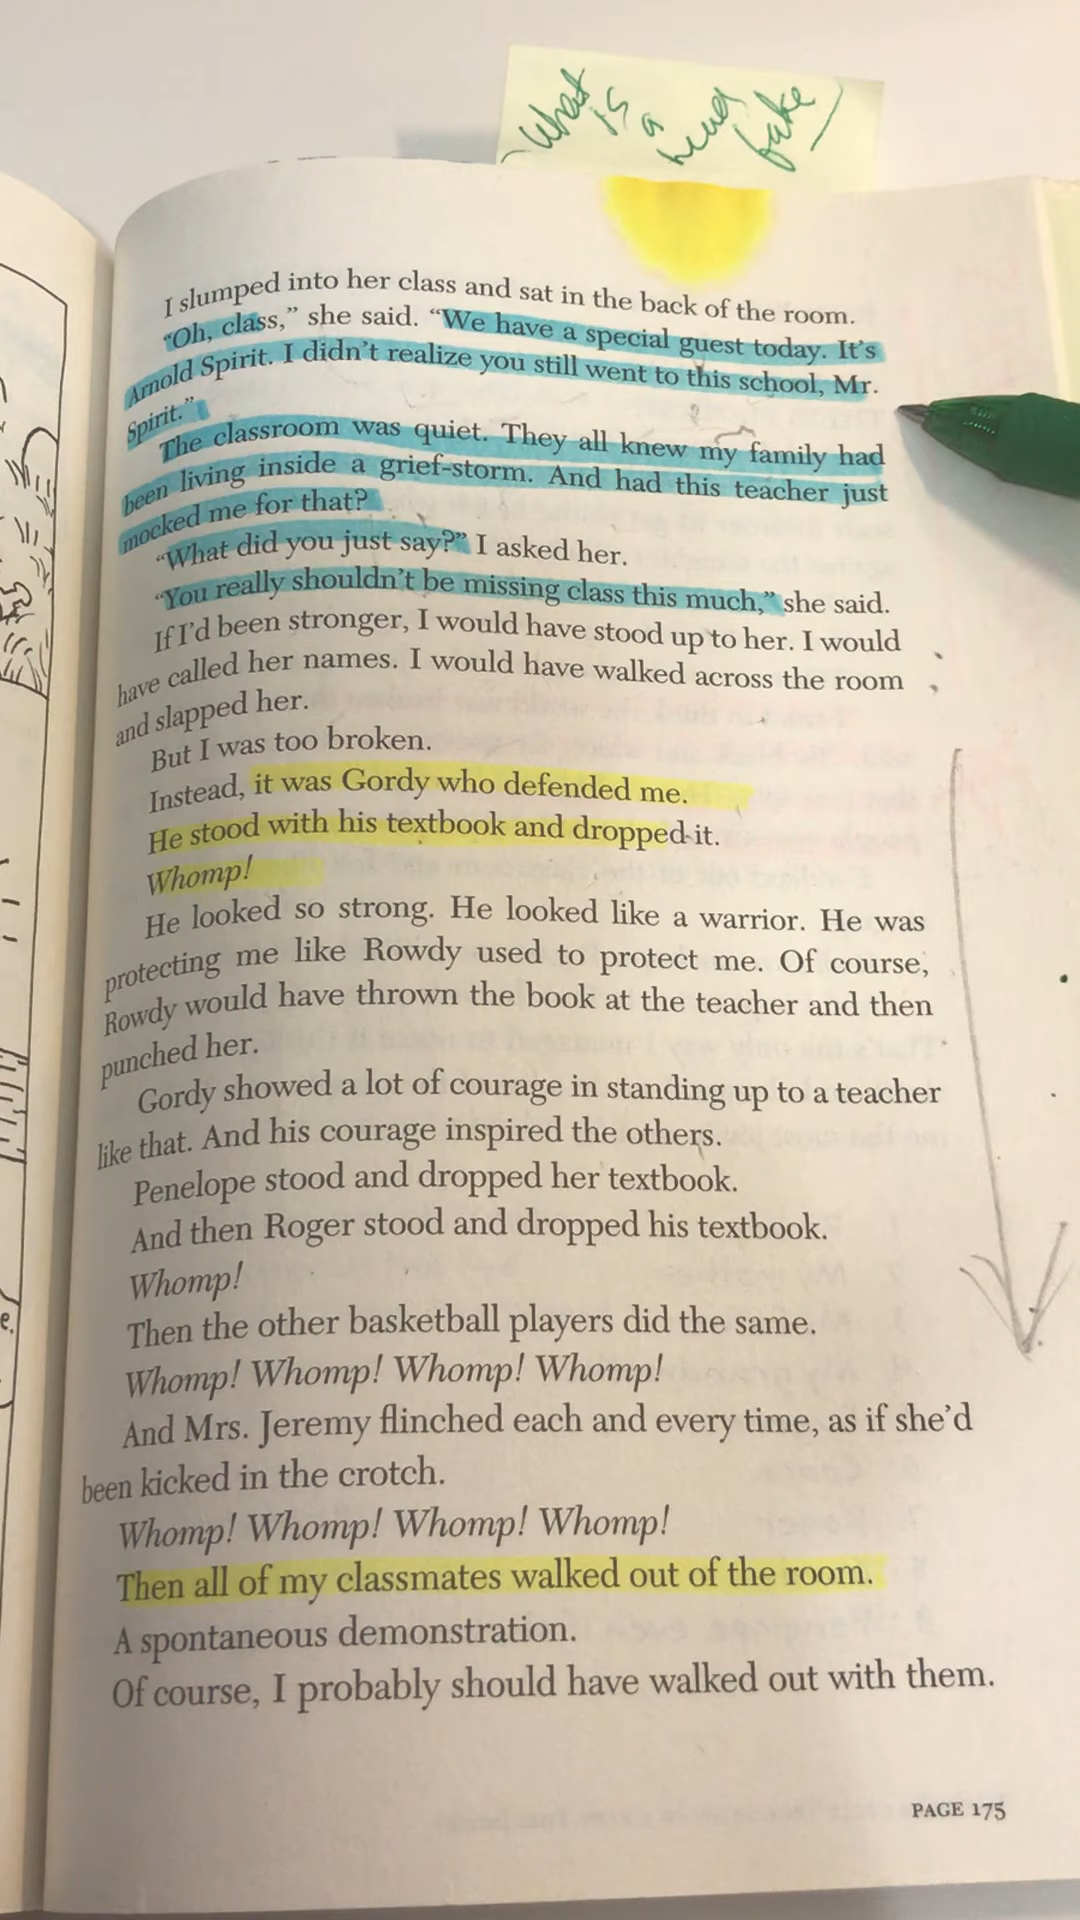 What is a head fake
I slumped into her class and sat in the back of the room.
“Oh, class,” she said. “We have a special guest today. It’s
Arnold Spirit. I didn’t realize you still went to this school, Mr.
Spirit.”
The classroom was quiet. They all knew my family had
been living inside a grief-storm. And had this teacher just
mocked me for that?
“What did you just say?” I asked her.
“You really shouldn’t be missing class this much,” she said.
If I’d been stronger, I would have stood up to her. I would
have called her names. I would have walked across the room
and slapped her.
But I was too broken.
Instead, it was Gordy who defended me.
He stood with his textbook and dropped it.
Whomp!
He looked so strong. He looked like a warrior. He was
protecting me like Rowdy used to protect me. Of course,
Rowdy would have thrown the book at the teacher and then
punched her.
Gordy showed a lot of courage in standing up to a teacher
like that. And his courage inspired the others.
Penelope stood and dropped her textbook.
And then Roger stood and dropped his textbook.
Whomp!
Then the other basketball players did the same.
Whomp! Whomp! Whomp! Whomp!
And Mrs. Jeremy flinched each and every time, as if she’d
been kicked in the crotch.
Whomp! Whomp! Whomp! Whomp!
Then all of my classmates walked out of the room.
A spontaneous demonstration.
Of course, I probably should have walked out with them.
PAGE 175
e.